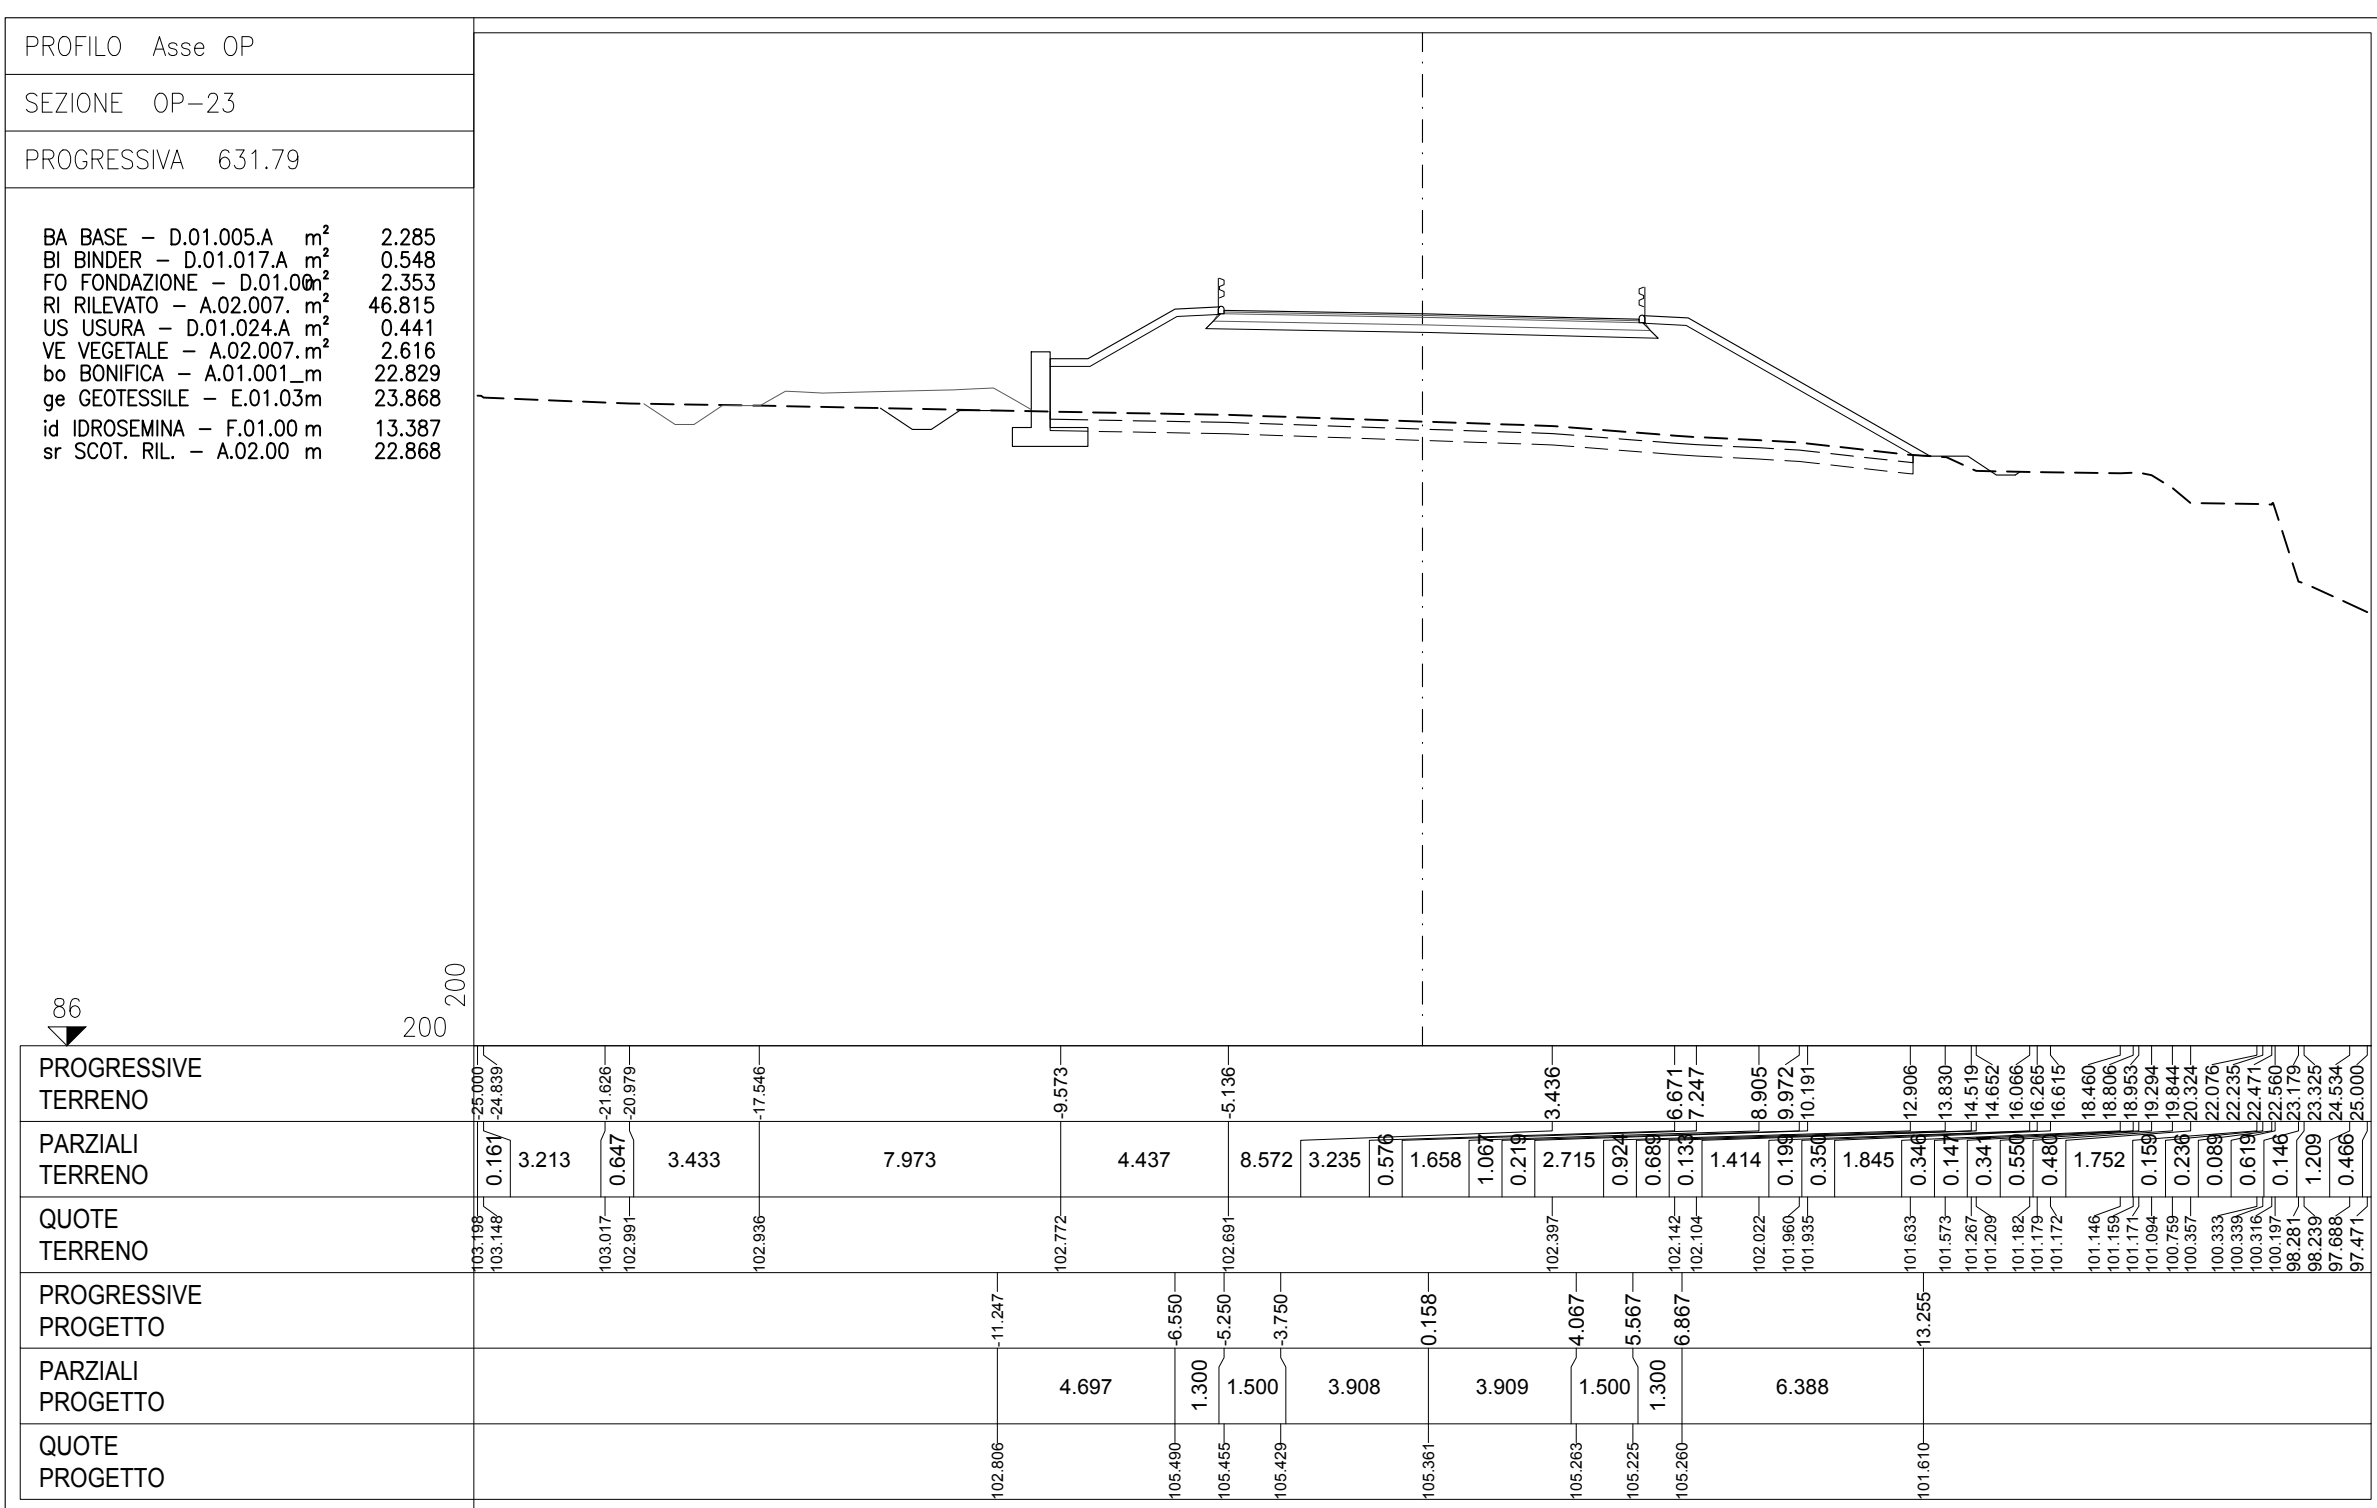 PROFILO Asse OP
SEZIONE OP-23
PROGRESSIVA 631.79
BA BASE - D.01.005.A m² 2.285
BI BINDER - D.01.017.A m² 0.548
FO FONDAZIONE - D.01.00 m² 2.353
RI RILEVATO - A.02.007. m² 46.815
US USURA - D.01.024.A m² 0.441
VE VEGETALE - A.02.007. m² 2.616
bo BONIFICA - A.01.001_m 22.829
ge GEOTESSILE - E.01.03m 23.868
id IDROSEMINA - F.01.00 m 13.387
sr SCOT. RIL. - A.02.00 m 22.868
86
200
200
PROGRESSIVE
TERRENO
-25.000 -24.839 -21.626 -20.979 -17.546 -9.573 -5.136 3.436 6.671 7.247 8.905 9.972 10.191 12.906 13.830 14.519 14.652 16.066 16.265 16.615 18.460 18.806 18.953 19.294 19.844 20.324 22.076 22.235 22.471 22.560 23.179 23.325 24.534 25.000
PARZIALI
TERRENO
0.161 3.213 0.647 3.433 7.973 4.437 8.572 3.235 0.576 1.658 1.067 0.219 2.715 0.924 0.689 0.133 1.414 0.199 0.350 1.845 0.346 0.147 0.341 0.550 0.480 1.752 0.159 0.236 0.089 0.619 0.146 1.209 0.466
QUOTE
TERRENO
103.198 103.148 103.017 102.991 102.936 102.772 102.691 102.397 102.142 102.104 102.022 101.960 101.935 101.633 101.573 101.267 101.209 101.182 101.179 101.172 101.146 101.159 101.171 101.094 100.759 100.357 100.333 100.339 100.316 100.197 98.281 98.239 97.688 97.471
PROGRESSIVE
PROGETTO
-11.247 -6.550 -5.250 -3.750 0.158 4.067 5.567 6.867 13.255
PARZIALI
PROGETTO
4.697 1.300 1.500 3.908 3.909 1.500 1.300 6.388
QUOTE
PROGETTO
102.806 105.490 105.455 105.429 105.361 105.263 105.225 105.260 101.610